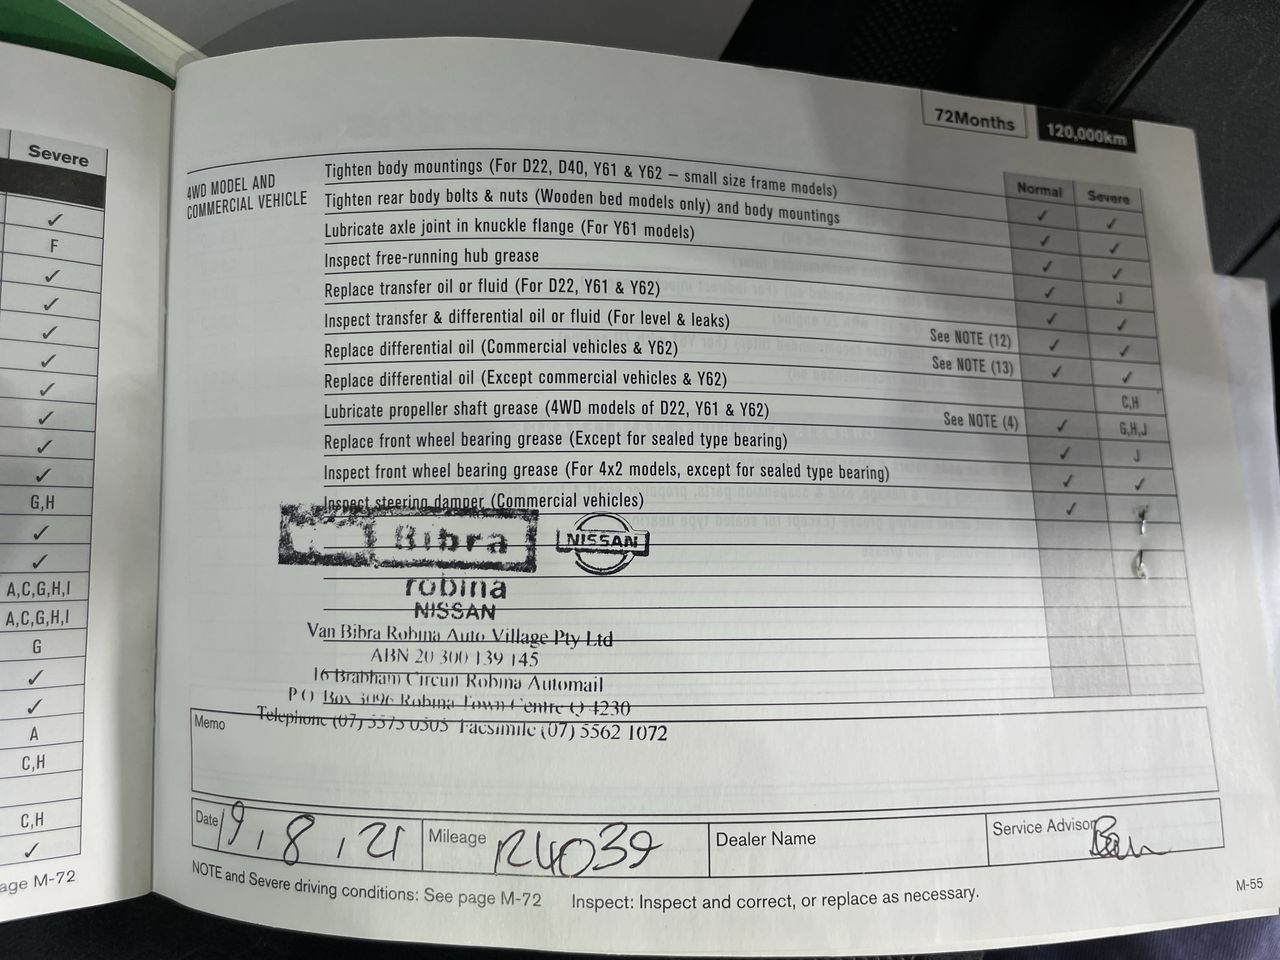 Severe
✓
F
✓
✓
✓
✓
✓
✓
✓
✓
G,H
✓
✓
A,C,G,H,I
A,C,G,H,I
G
✓
✓
A
C,H
C,H
✓
age M-72
72Months 120,000km
Normal Severe
4WD MODEL AND
COMMERCIAL VEHICLE
Tighten body mountings (For D22, D40, Y61 & Y62 – small size frame models) ✓ ✓
Tighten rear body bolts & nuts (Wooden bed models only) and body mountings ✓ ✓
Lubricate axle joint in knuckle flange (For Y61 models) ✓ ✓
Inspect free-running hub grease ✓ J
Replace transfer oil or fluid (For D22, Y61 & Y62) ✓ ✓
Inspect transfer & differential oil or fluid (For level & leaks) See NOTE (12) ✓ ✓
Replace differential oil (Commercial vehicles & Y62) See NOTE (13) ✓ ✓
Replace differential oil (Except commercial vehicles & Y62) C,H
Lubricate propeller shaft grease (4WD models of D22, Y61 & Y62) See NOTE (4) ✓ G,H,J
Replace front wheel bearing grease (Except for sealed type bearing) ✓ J
Inspect front wheel bearing grease (For 4x2 models, except for sealed type bearing) ✓ ✓
Inspect steering damper (Commercial vehicles) ✓
Bibra NISSAN
robina
NISSAN
Van Bibra Robina Auto Village Pty Ltd
ABN 20 300 139 145
16 Brabham Circuit Robina Automail
P O Box 3096 Robina Town Centre Q 4230
Telephone (07) 5575 0505 Facsimile (07) 5562 1072
Memo
Date 9,8,21 Mileage 124039 Dealer Name Service Advisor
NOTE and Severe driving conditions: See page M-72 Inspect: Inspect and correct, or replace as necessary.
M-55